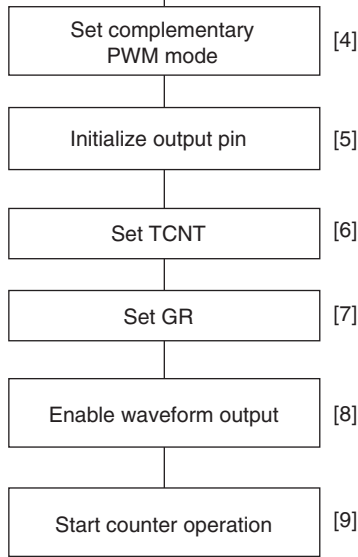 Set complementary
PWM mode
[4]
Initialize output pin
[5]
Set TCNT
[6]
Set GR
[7]
Enable waveform output
[8]
Start counter operation
[9]